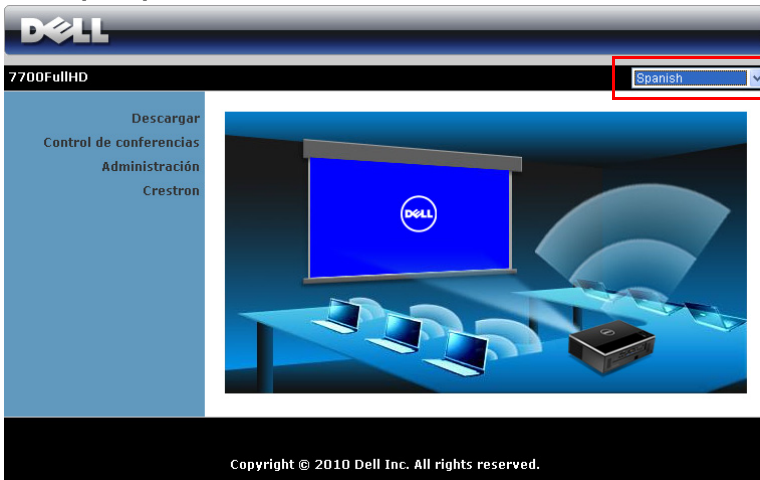 DELL
7700FullHD
Spanish
Descargar
Control de conferencias
Administración
Crestron
DELL
Copyright © 2010 Dell Inc. All rights reserved.